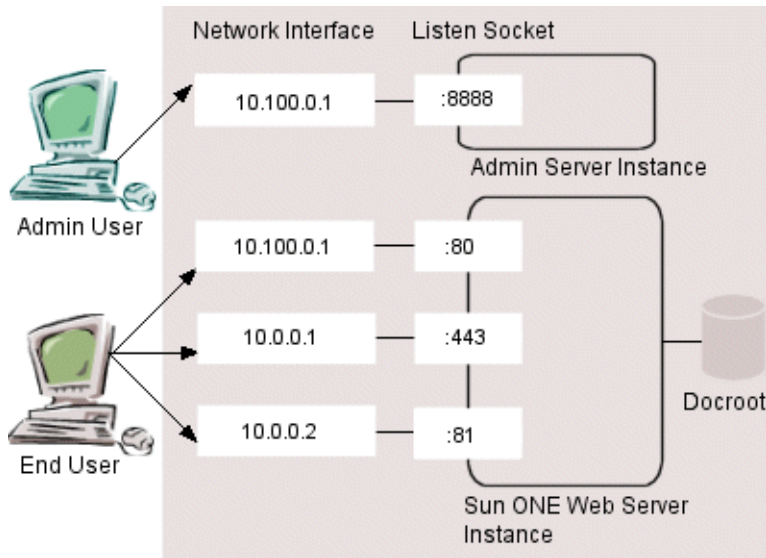 Network Interface
Listen Socket
10.100.0.1
:8888
Admin Server Instance
Admin User
10.100.0.1
:80
10.0.0.1
:443
Docroot
10.0.0.2
:81
End User
Sun ONE Web Server
Instance